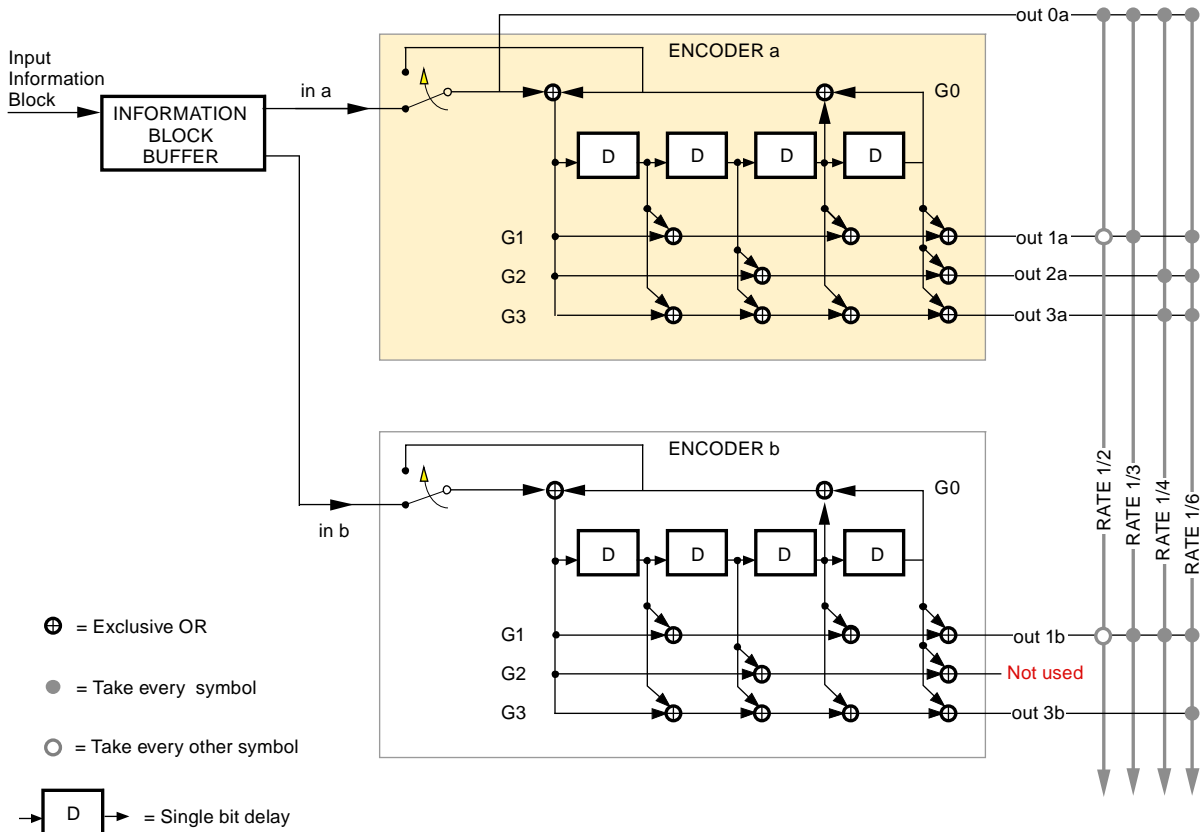 out 0a
ENCODER a
Input
Information
Block
in a
G0
INFORMATION
BLOCK
BUFFER
D
D
D
D
G1
out 1a
G2
out 2a
G3
out 3a
ENCODER b
G0
in b
RATE 1/2
RATE 1/3
RATE 1/4
RATE 1/6
D
D
D
D
= Exclusive OR
G1
out 1b
G2
Not used
= Take every symbol
G3
out 3b
= Take every other symbol
D
= Single bit delay